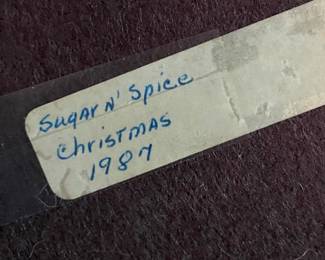 Sugar n' Spice
Christmas
1987